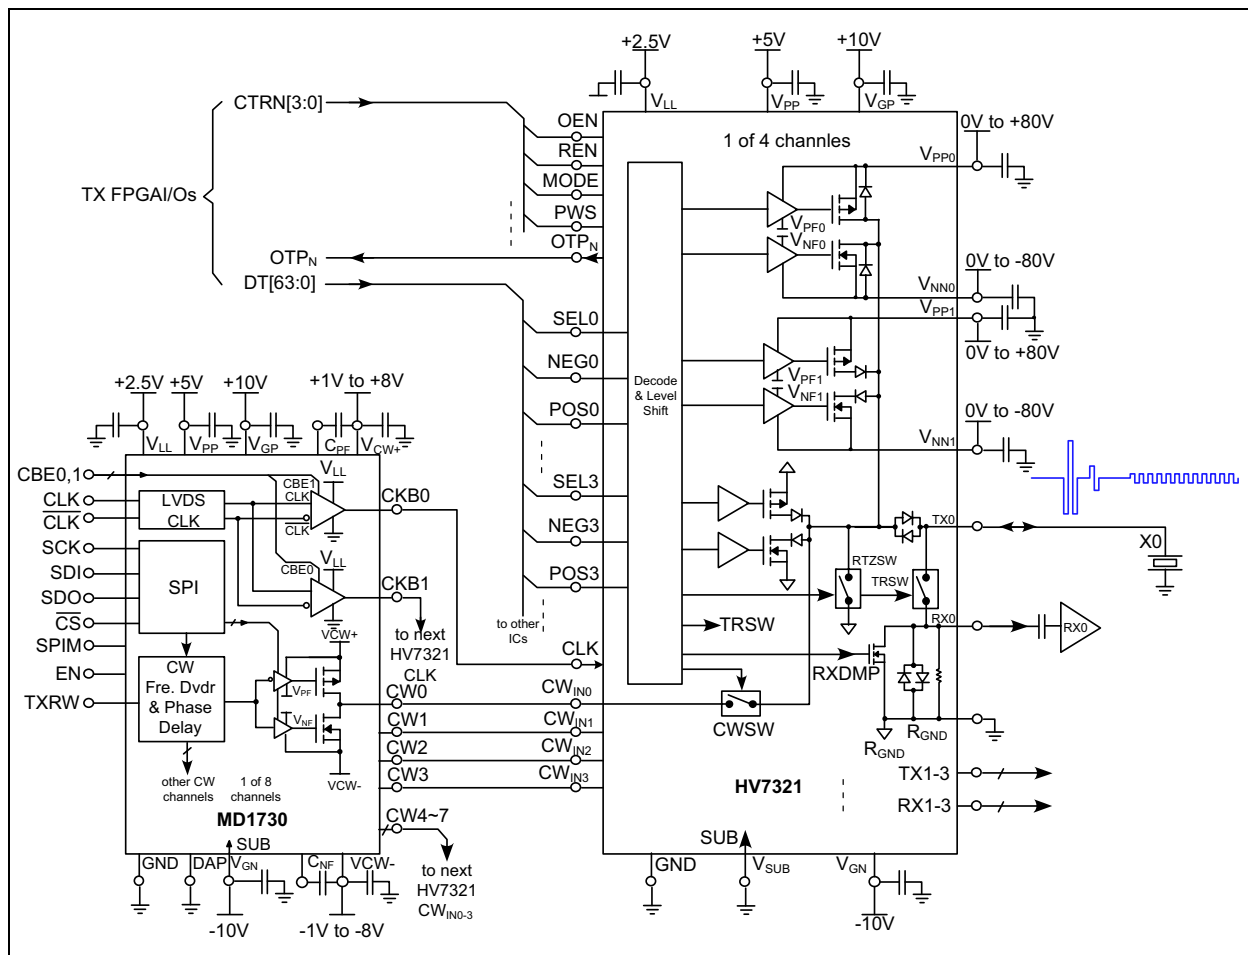 +2.5V
+5V
+10V
VLL
VPP
VGP
CTRN[3:0]
OEN
REN
MODE
PWS
OTPN
TX FPGAI/Os
OTPN
DT[63:0]
1 of 4 channles
0V to +80V
VPP0
VPF0
VNF0
0V to -80V
VNN0
VPP1
0V to +80V
VPF1
VNF1
0V to -80V
VNN1
SEL0
NEG0
POS0
SEL3
NEG3
POS3
to other
ICs
CLK
Decode
& Level
Shift
TX0
X0
RTZSW
TRSW
TRSW
RX0
RX0
RXDMP
RGND
RGND
CWSW
CWIN0
CWIN1
CWIN2
CWIN3
HV7321
TX1-3
RX1-3
SUB
GND
VSUB
VGN
-10V
+2.5V
+5V
+10V
+1V to +8V
VLL
VPP
VGP
CPF
VCW+
CBE0,1
CLK
CLK
SCK
SDI
SDO
CS
SPIM
EN
TXRW
LVDS
CLK
SPI
CW
Fre. Dvdr
& Phase
Delay
CBE1
CLK
CLK
VLL
CBE0
VLL
VCW+
VPF
VNF
VCW-
CKB0
CKB1
to next
HV7321
CLK
CW0
CW1
CW2
CW3
CW4~7
to next
HV7321
CWIN0-3
other CW
channels
1 of 8
channels
MD1730
SUB
GND
DAP
VGN
CNF
VCW-
-10V
-1V to -8V